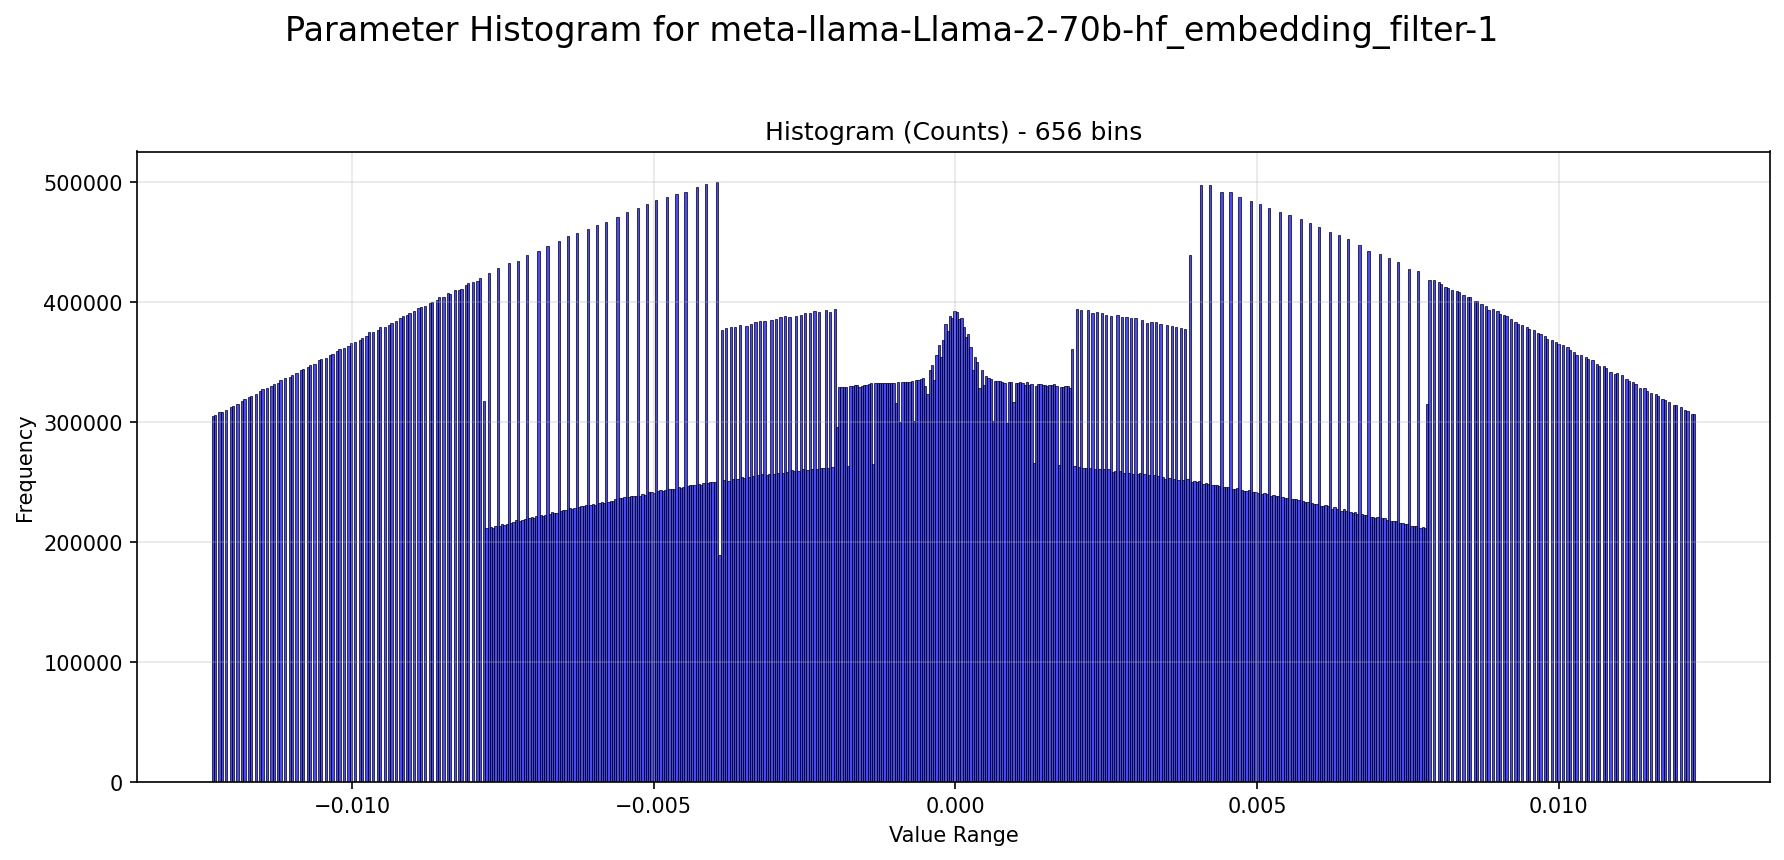 Parameter Histogram for meta-llama-Llama-2-70b-hf_embedding_filter-1
Histogram (Counts) - 656 bins
500000
400000
300000
200000
100000
0
Frequency
−0.010
−0.005
0.000
0.005
0.010
Value Range